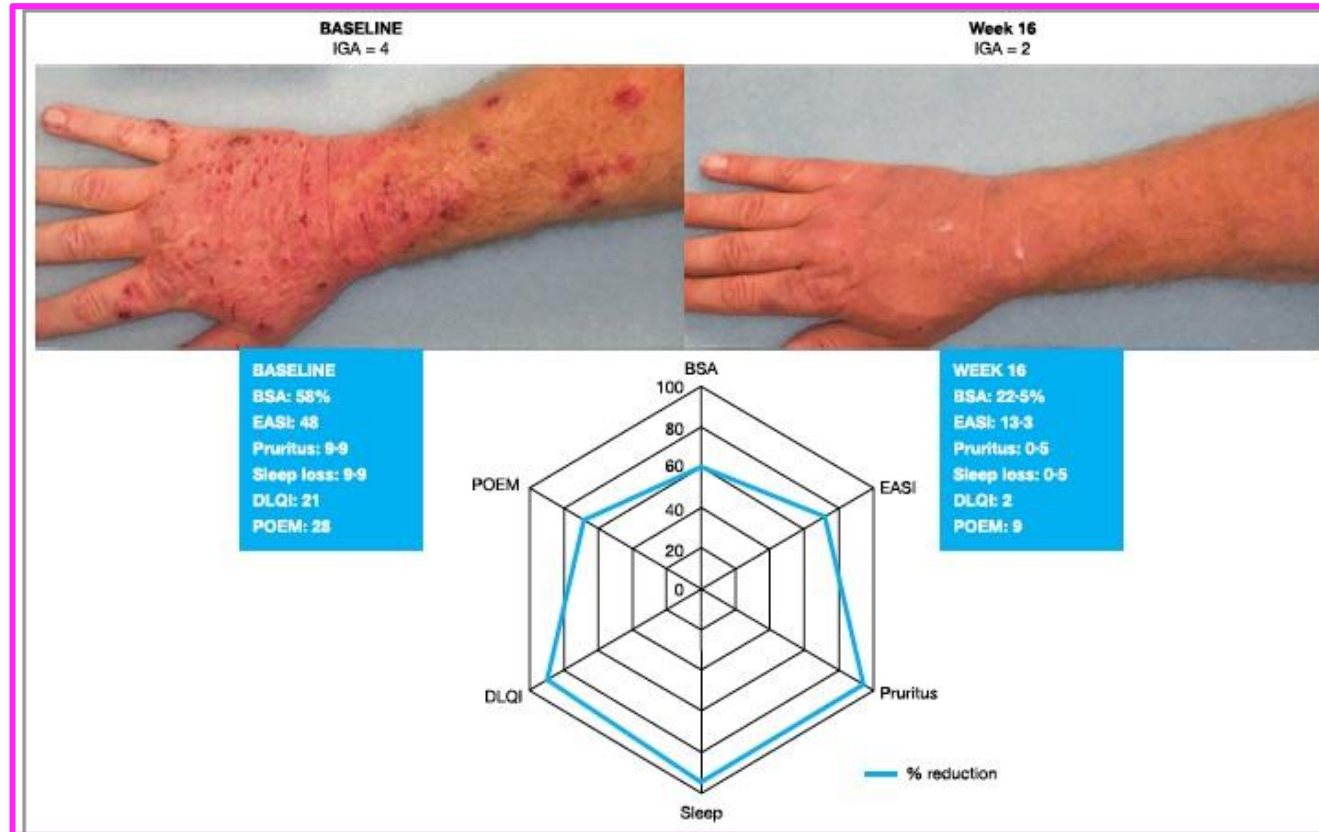 BASELINE
IGA = 4
Week 16
IGA = 2
BASELINE
BSA: 58%
EASI: 48
Pruritus: 9·9
Sleep loss: 9·9
DLQI: 21
POEM: 28
BSA
100
80
60
40
20
0
EASI
Pruritus
Sleep
DLQI
POEM
% reduction
WEEK 16
BSA: 22·5%
EASI: 13·3
Pruritus: 0·5
Sleep loss: 0·5
DLQI: 2
POEM: 9